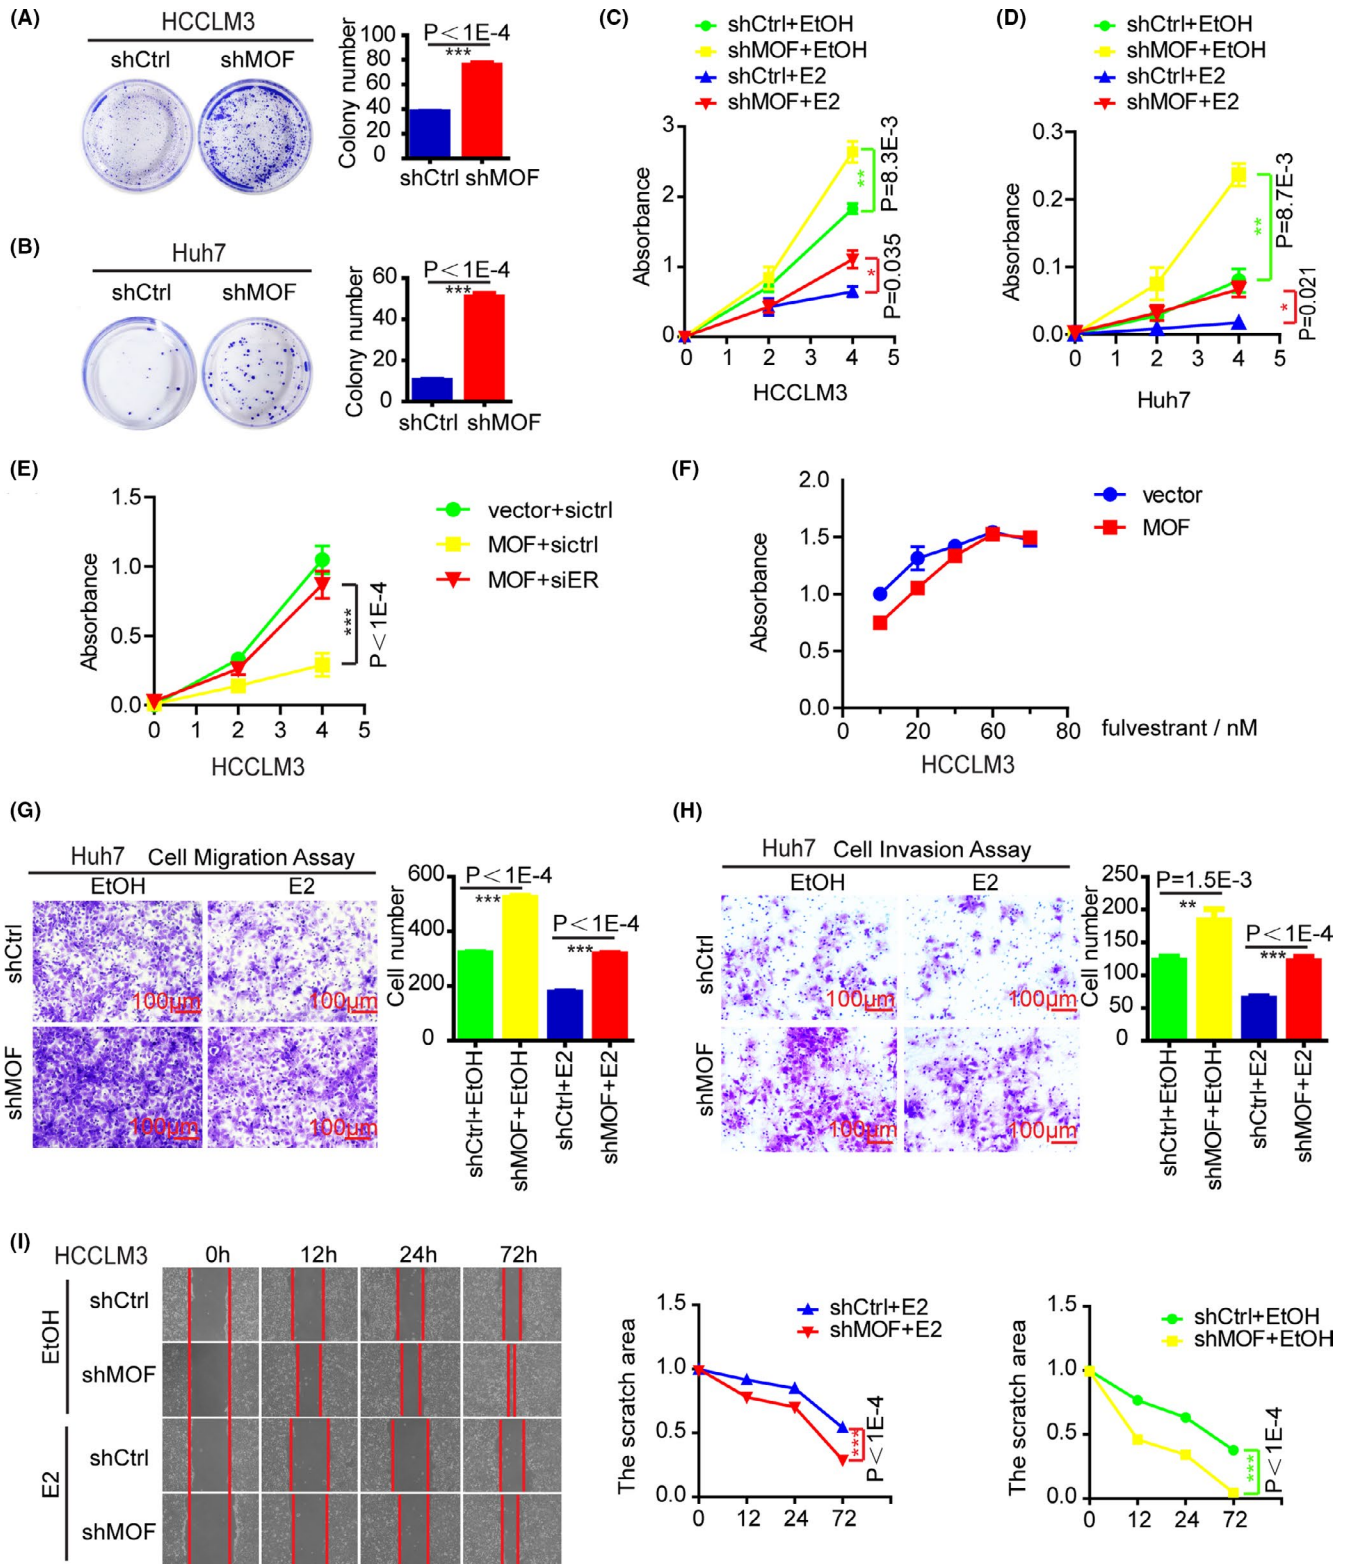 (A)
HCCLM3
shCtrl shMOF
Colony number
100
80
60
40
20
0
P<1E-4
***
shCtrl shMOF
(B)
Huh7
shCtrl shMOF
Colony number
60
40
20
0
P<1E-4
***
shCtrl shMOF
(C)
shCtrl+EtOH
shMOF+EtOH
shCtrl+E2
shMOF+E2
Absorbance
3
2
1
0
0 1 2 3 4 5
HCCLM3
**
P=8.3E-3
*
P=0.035
(D)
shCtrl+EtOH
shMOF+EtOH
shCtrl+E2
shMOF+E2
Absorbance
0.3
0.2
0.1
0.0
0 1 2 3 4 5
Huh7
**
P=8.7E-3
*
P=0.021
(E)
Absorbance
1.5
1.0
0.5
0.0
0 1 2 3 4 5
HCCLM3
vector+sictrl
MOF+sictrl
MOF+siER
***
P<1E-4
(F)
Absorbance
2.0
1.5
1.0
0.5
0.0
0 20 40 60 80
fulvestrant / nM
HCCLM3
vector
MOF
(G)
Huh7 Cell Migration Assay
EtOH E2
shCtrl
100μm 100μm
shMOF
100μm 100μm
Cell number
600
400
200
0
P<1E-4
***
P<1E-4
***
shCtrl+EtOH
shMOF+EtOH
shCtrl+E2
shMOF+E2
(H)
Huh7 Cell Invasion Assay
EtOH E2
shCtrl
100μm 100μm
shMOF
100μm 100μm
Cell number
250
200
150
100
50
0
P=1.5E-3
**
P<1E-4
***
shCtrl+EtOH
shMOF+EtOH
shCtrl+E2
shMOF+E2
(I)
HCCLM3 0h 12h 24h 72h
EtOH
shCtrl
shMOF
E2
shCtrl
shMOF
The scratch area
1.5
1.0
0.5
0.0
0 12 24 72
shCtrl+E2
shMOF+E2
***
P<1E-4
The scratch area
1.5
1.0
0.5
0.0
0 12 24 72
shCtrl+EtOH
shMOF+EtOH
***
P<1E-4